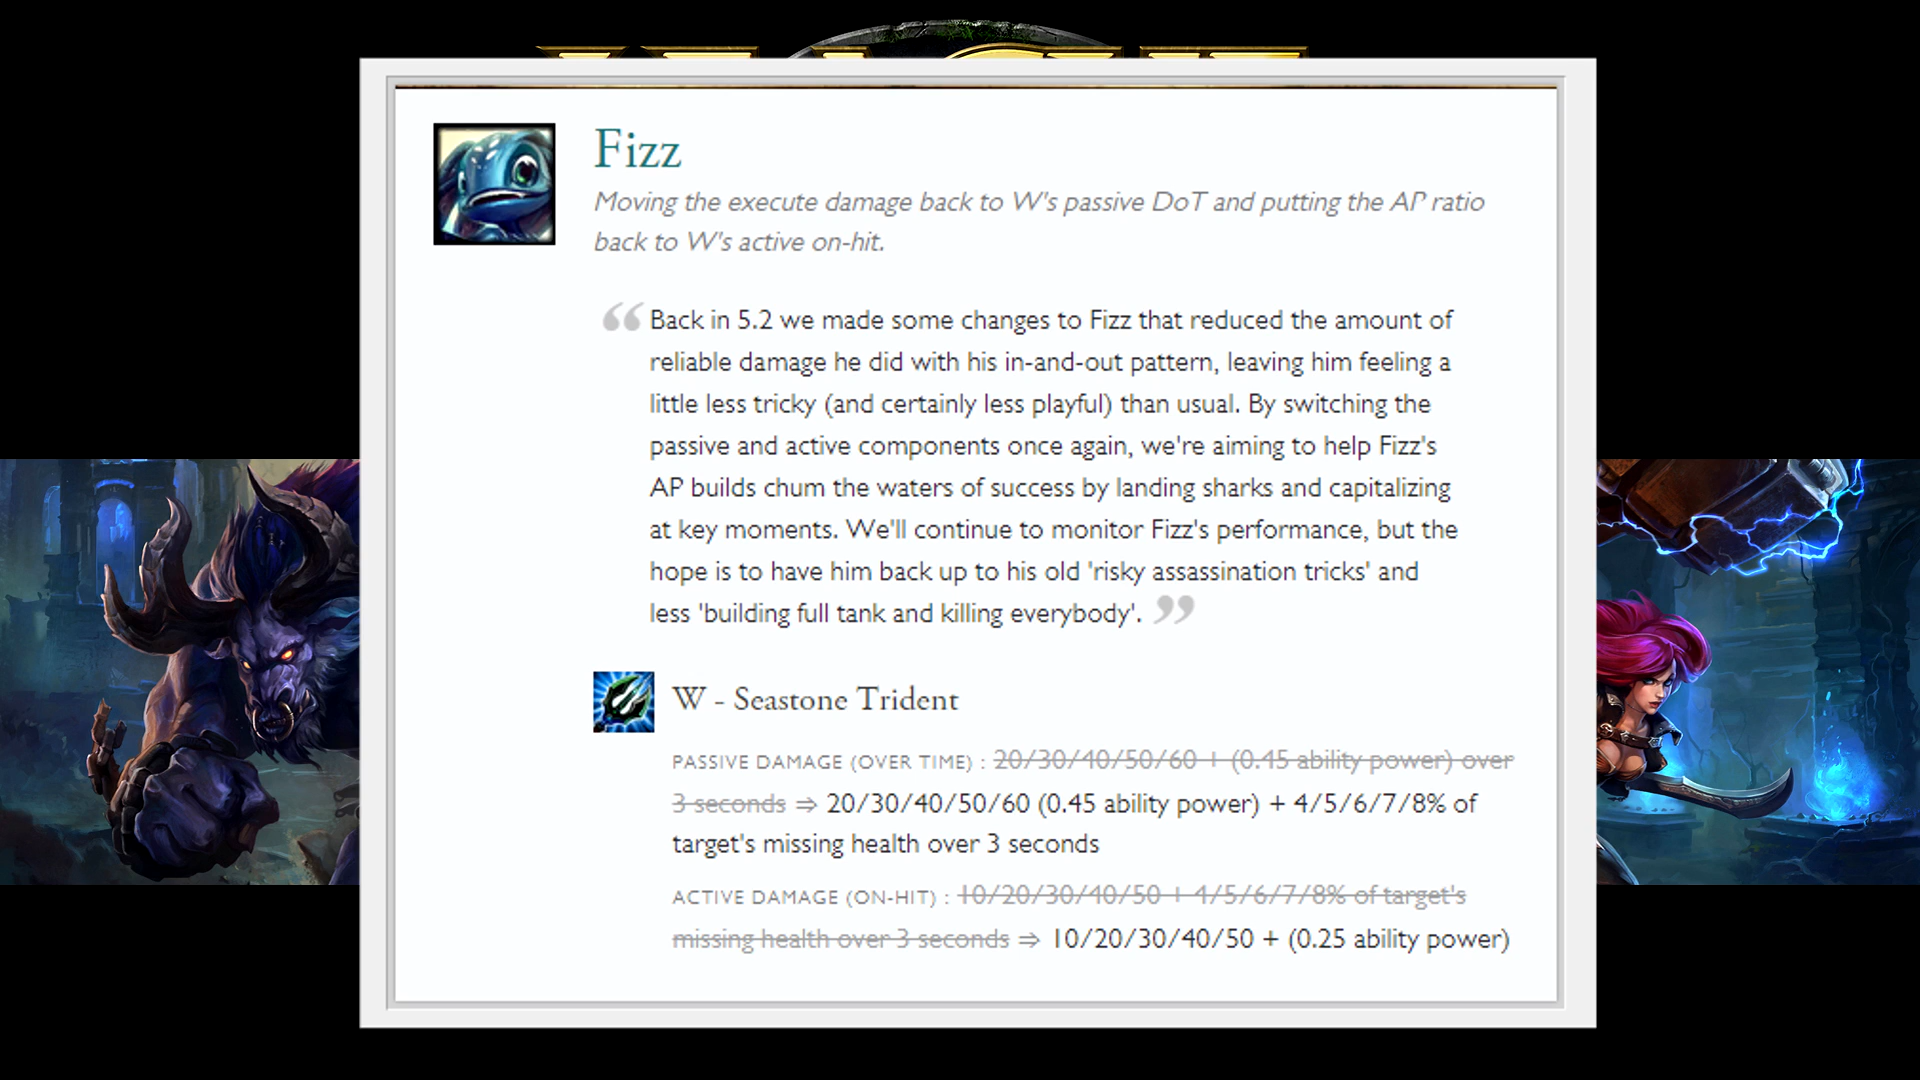 Fizz
Moving the execute damage back to W's passive DoT and putting the AP ratio
back to W's active on-hit.
“ Back in 5.2 we made some changes to Fizz that reduced the amount of
reliable damage he did with his in-and-out pattern, leaving him feeling a
little less tricky (and certainly less playful) than usual. By switching the
passive and active components once again, we're aiming to help Fizz's
AP builds chum the waters of success by landing sharks and capitalizing
at key moments. We'll continue to monitor Fizz's performance, but the
hope is to have him back up to his old 'risky assassination tricks' and
less 'building full tank and killing everybody'. ”
W - Seastone Trident
PASSIVE DAMAGE (OVER TIME) : 20/30/40/50/60 + (0.45 ability power) over
3 seconds ⇒ 20/30/40/50/60 (0.45 ability power) + 4/5/6/7/8% of
target's missing health over 3 seconds
ACTIVE DAMAGE (ON-HIT) : 10/20/30/40/50 + 4/5/6/7/8% of target's
missing health over 3 seconds ⇒ 10/20/30/40/50 + (0.25 ability power)